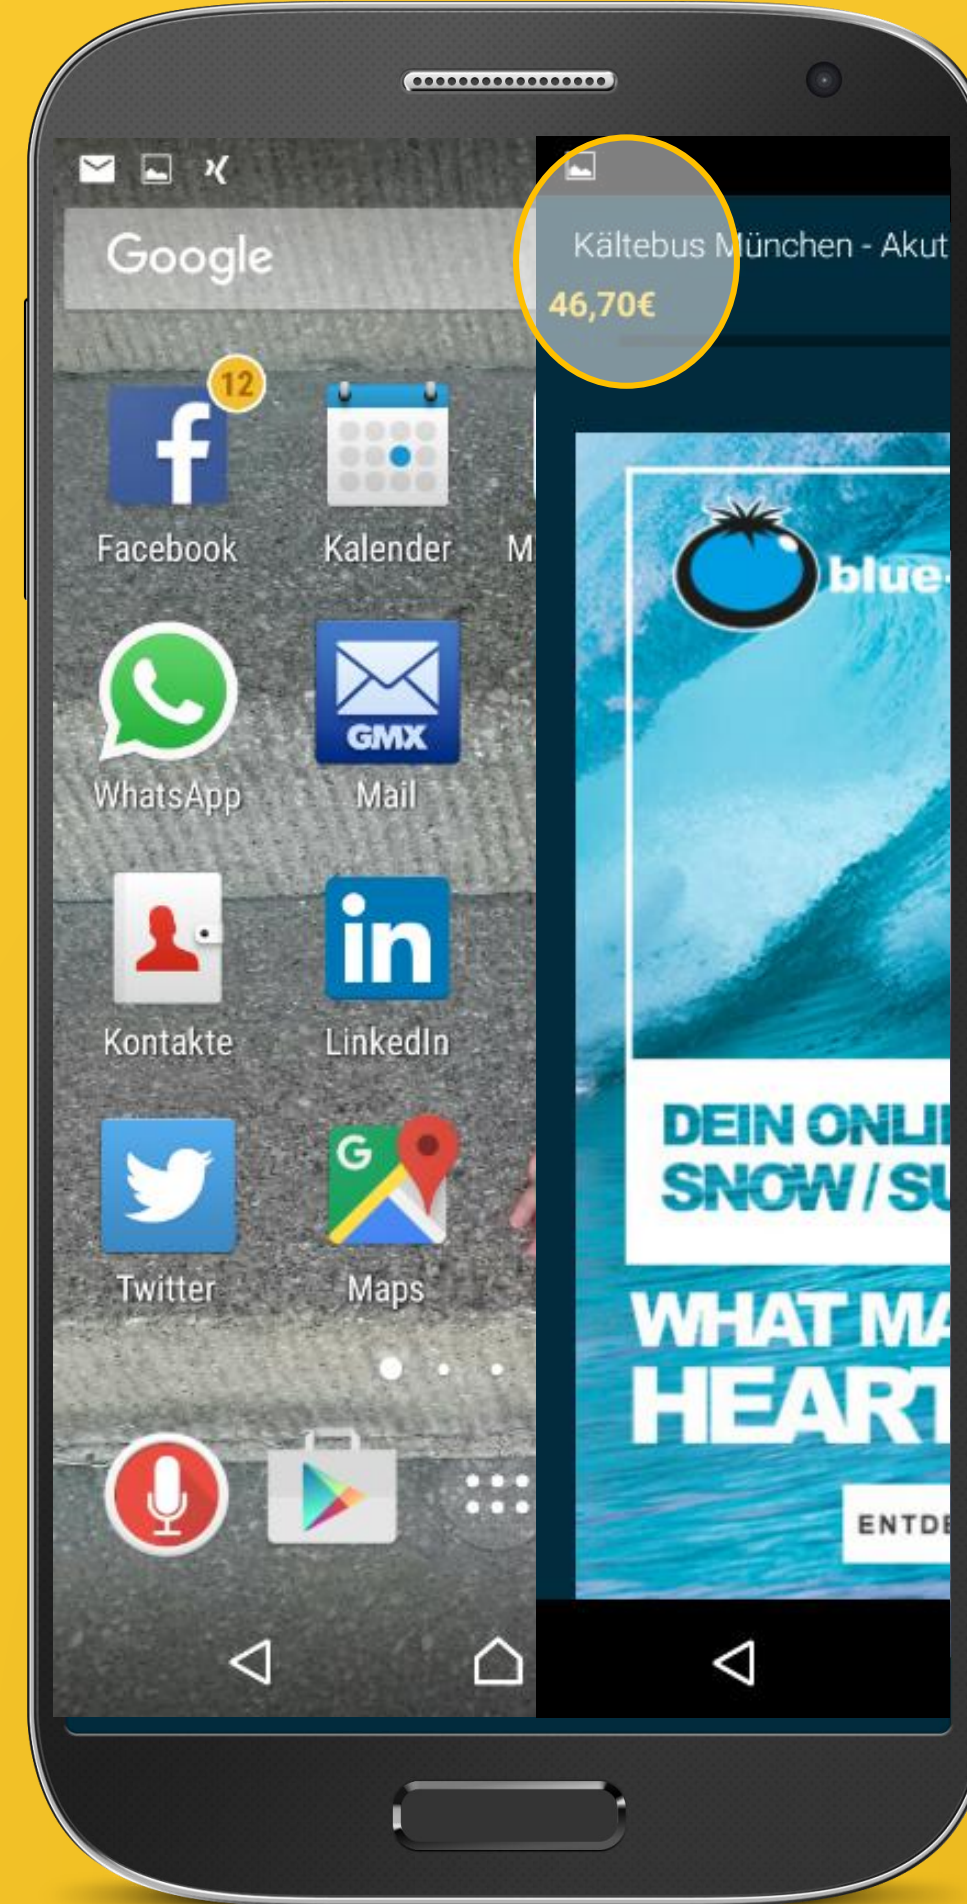 Google
12
Facebook
Kalender
M
WhatsApp
GMX
Mail
Kontakte
in
LinkedIn
Twitter
G
Maps
Kältebus München - Akut
46,70€
blue-
DEIN ONLI
SNOW / SU
WHAT MA
HEART
ENTDE